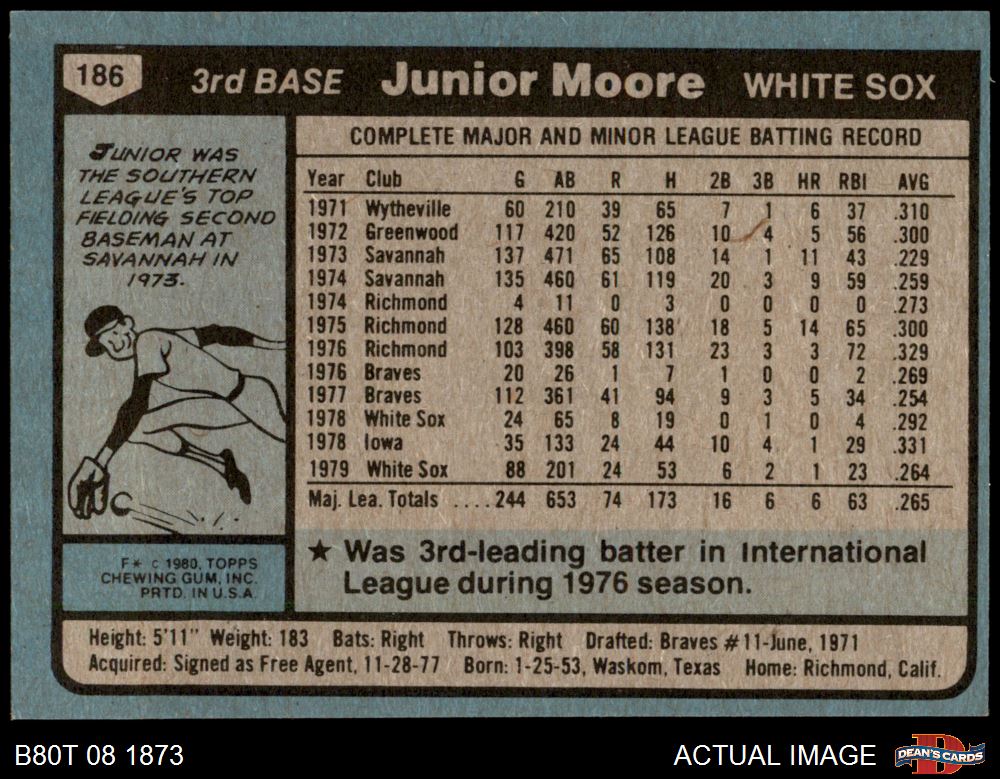 186 3rd BASE Junior Moore WHITE SOX
JUNIOR WAS
THE SOUTHERN
LEAGUE'S TOP
FIELDING SECOND
BASEMAN AT
SAVANNAH IN
1973.
F* © 1980, TOPPS
CHEWING GUM, INC.
PRTD. IN U.S.A.
COMPLETE MAJOR AND MINOR LEAGUE BATTING RECORD
Year Club G AB R H 2B 3B HR RBI AVG
1971 Wytheville 60 210 39 65 7 1 6 37 .310
1972 Greenwood 117 420 52 126 10 4 5 56 .300
1973 Savannah 137 471 65 108 14 1 11 43 .229
1974 Savannah 135 460 61 119 20 3 9 59 .259
1974 Richmond 4 11 0 3 0 0 0 0 .273
1975 Richmond 128 460 60 138 18 5 14 65 .300
1976 Richmond 103 398 58 131 23 3 3 72 .329
1976 Braves 20 26 1 7 1 0 0 2 .269
1977 Braves 112 361 41 94 9 3 5 34 .254
1978 White Sox 24 65 8 19 0 1 0 4 .292
1978 Iowa 35 133 24 44 10 4 1 29 .331
1979 White Sox 88 201 24 53 6 2 1 23 .264
Maj. Lea. Totals ....244 653 74 173 16 6 6 63 .265
★ Was 3rd-leading batter in International
League during 1976 season.
Height: 5'11" Weight: 183 Bats: Right Throws: Right Drafted: Braves #11-June, 1971
Acquired: Signed as Free Agent, 11-28-77 Born: 1-25-53, Waskom, Texas Home: Richmond, Calif.
B80T 08 1873 ACTUAL IMAGE DEAN'S CARDS